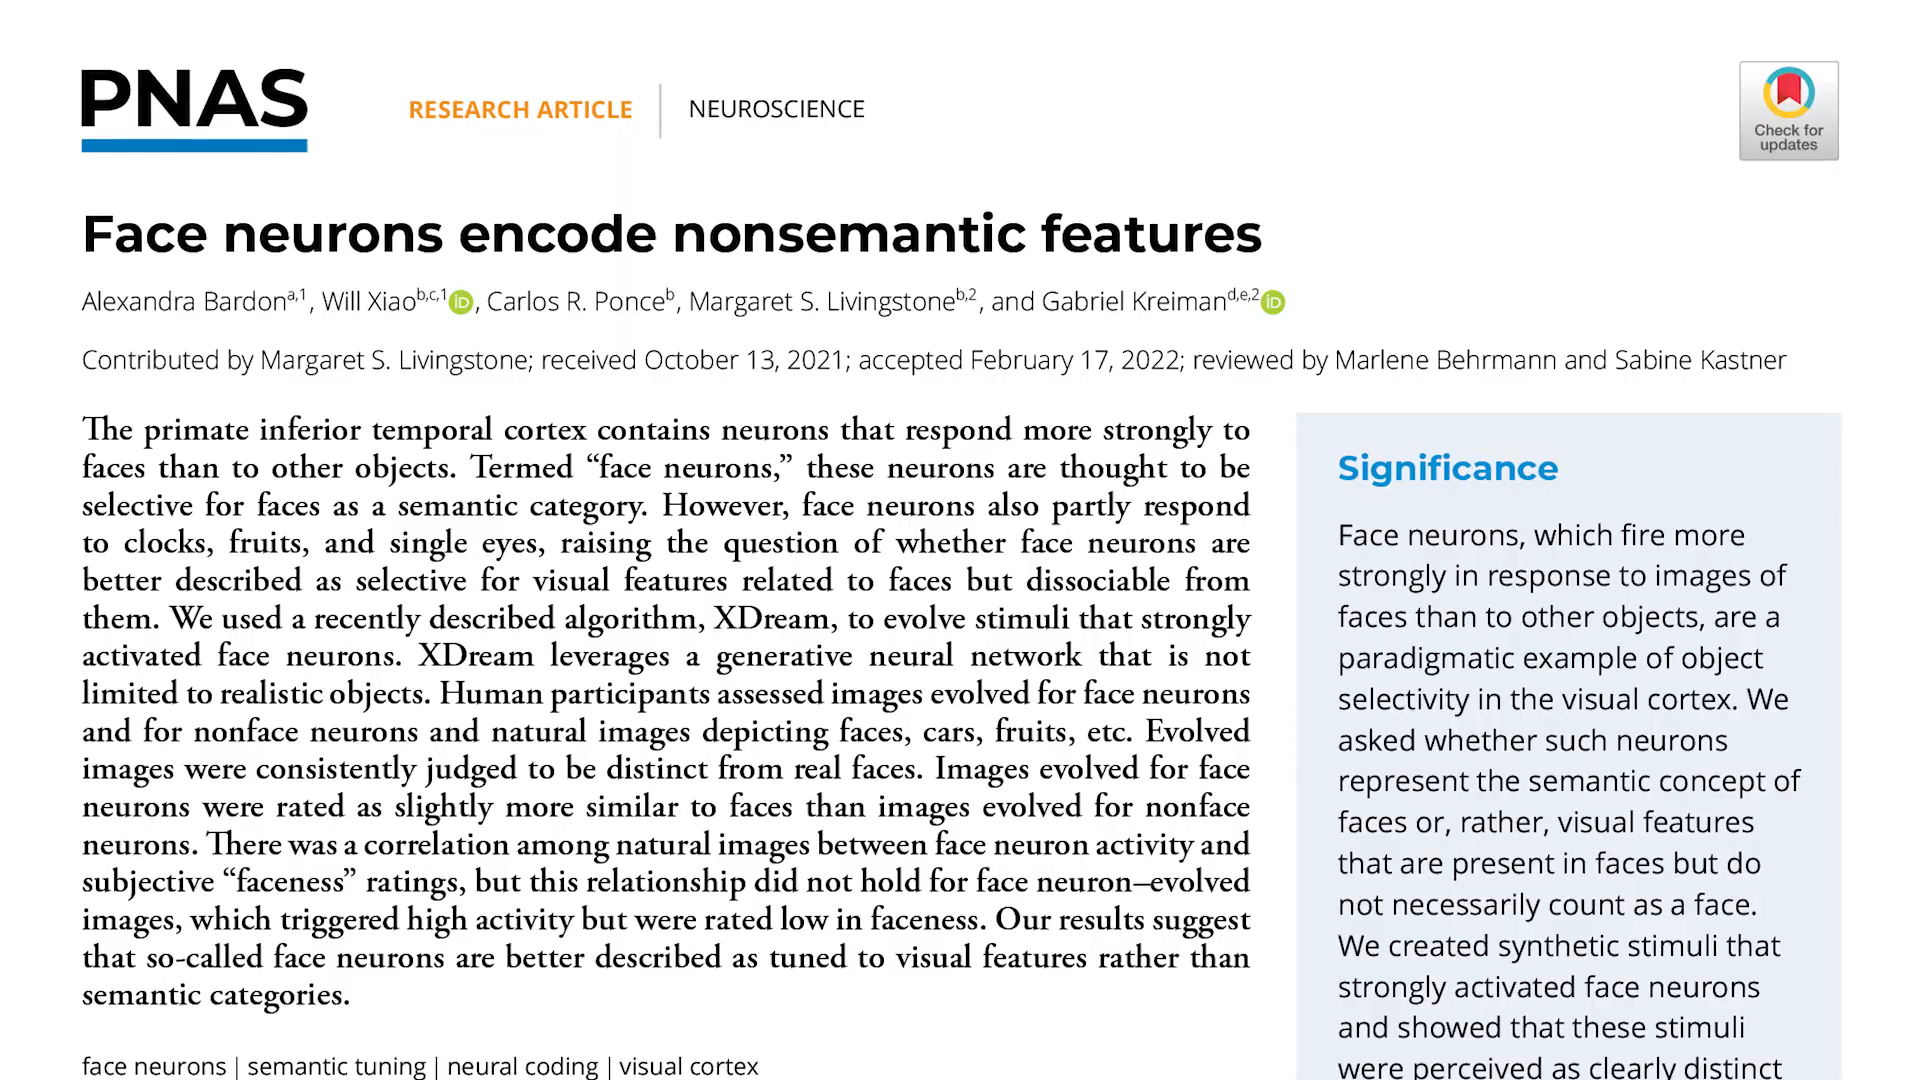 PNAS
RESEARCH ARTICLE | NEUROSCIENCE
Check for
updates
Face neurons encode nonsemantic features
Alexandra Bardon^a,1, Will Xiao^b,c,1 iD, Carlos R. Ponce^b, Margaret S. Livingstone^b,2, and Gabriel Kreiman^d,e,2 iD
Contributed by Margaret S. Livingstone; received October 13, 2021; accepted February 17, 2022; reviewed by Marlene Behrmann and Sabine Kastner
The primate inferior temporal cortex contains neurons that respond more strongly to
faces than to other objects. Termed “face neurons,” these neurons are thought to be
selective for faces as a semantic category. However, face neurons also partly respond
to clocks, fruits, and single eyes, raising the question of whether face neurons are
better described as selective for visual features related to faces but dissociable from
them. We used a recently described algorithm, XDream, to evolve stimuli that strongly
activated face neurons. XDream leverages a generative neural network that is not
limited to realistic objects. Human participants assessed images evolved for face neurons
and for nonface neurons and natural images depicting faces, cars, fruits, etc. Evolved
images were consistently judged to be distinct from real faces. Images evolved for face
neurons were rated as slightly more similar to faces than images evolved for nonface
neurons. There was a correlation among natural images between face neuron activity and
subjective “faceness” ratings, but this relationship did not hold for face neuron–evolved
images, which triggered high activity but were rated low in faceness. Our results suggest
that so-called face neurons are better described as tuned to visual features rather than
semantic categories.
face neurons | semantic tuning | neural coding | visual cortex
Significance
Face neurons, which fire more
strongly in response to images of
faces than to other objects, are a
paradigmatic example of object
selectivity in the visual cortex. We
asked whether such neurons
represent the semantic concept of
faces or, rather, visual features
that are present in faces but do
not necessarily count as a face.
We created synthetic stimuli that
strongly activated face neurons
and showed that these stimuli
were perceived as clearly distinct